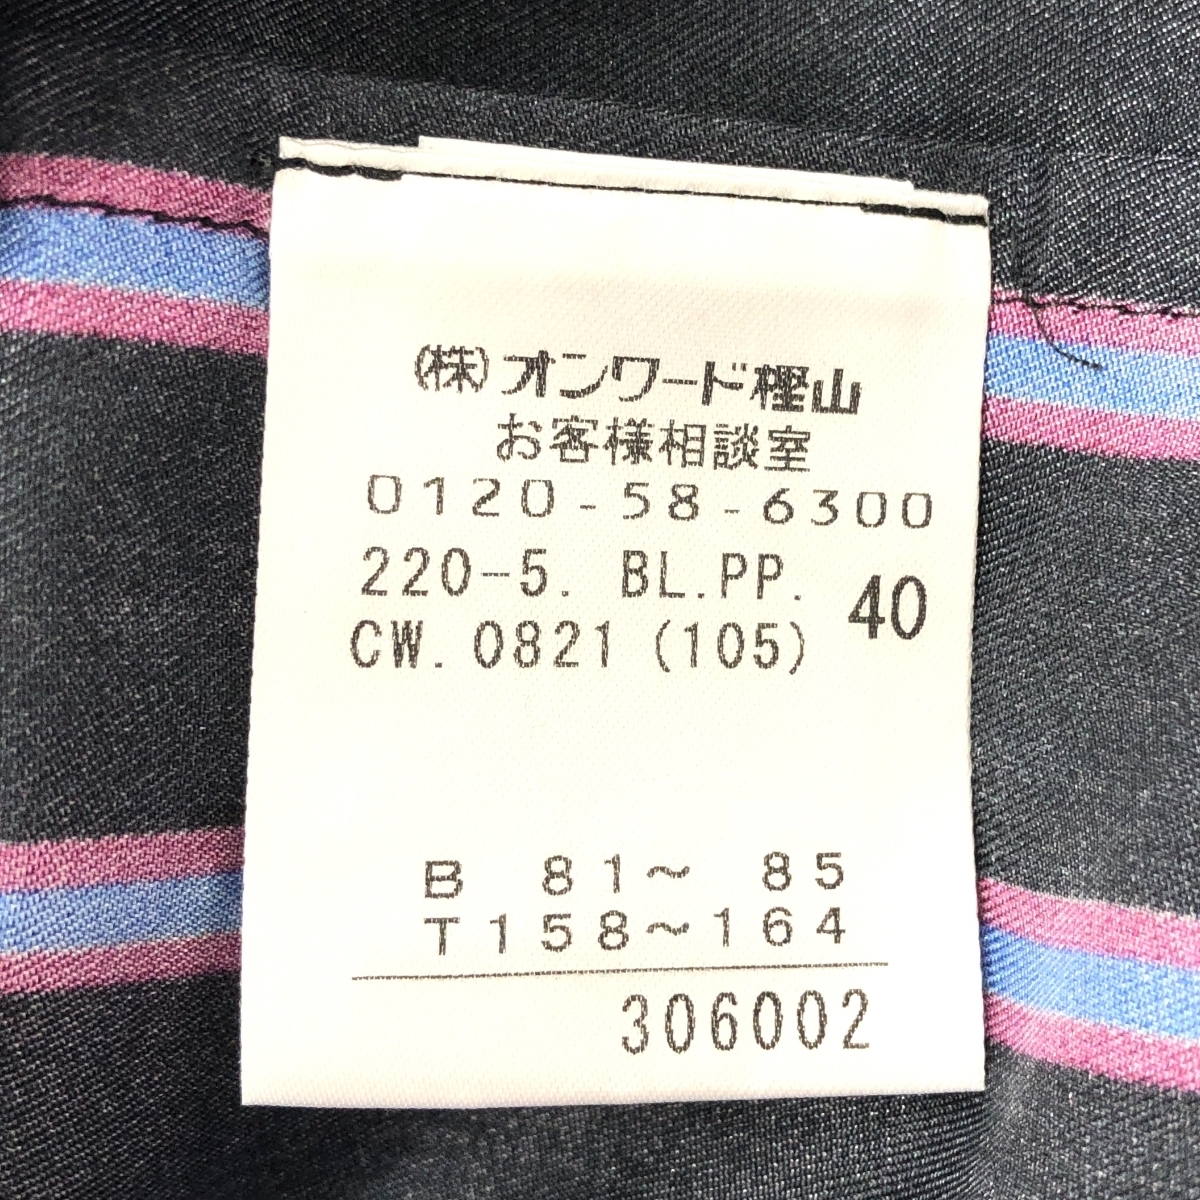 (株)オンワード樫山
お客様相談室
0120-58-6300
220-5. BL.PP. 40
CW. 0821 (105)
B 81～ 85
T 158～164
306002